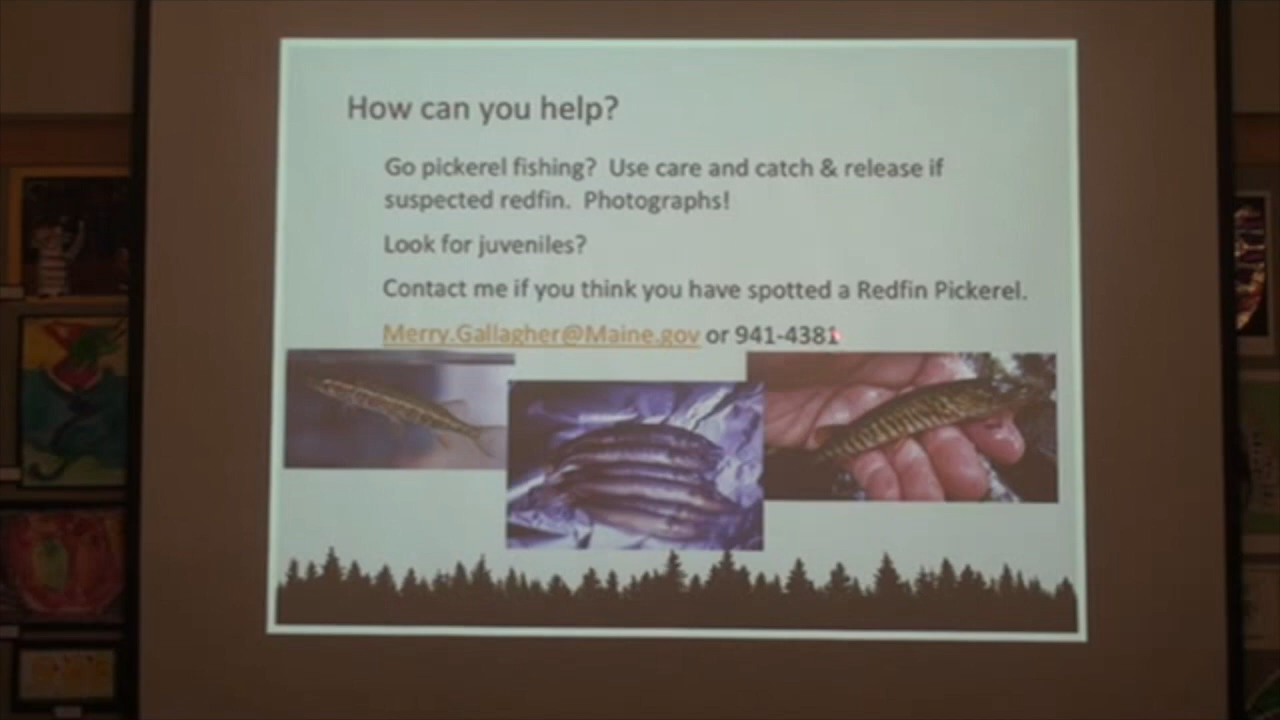 How can you help?
Go pickerel fishing? Use care and catch & release if
suspected redfin. Photographs!
Look for juveniles?
Contact me if you think you have spotted a Redfin Pickerel.
Merry.Gallagher@Maine.gov or 941-4381